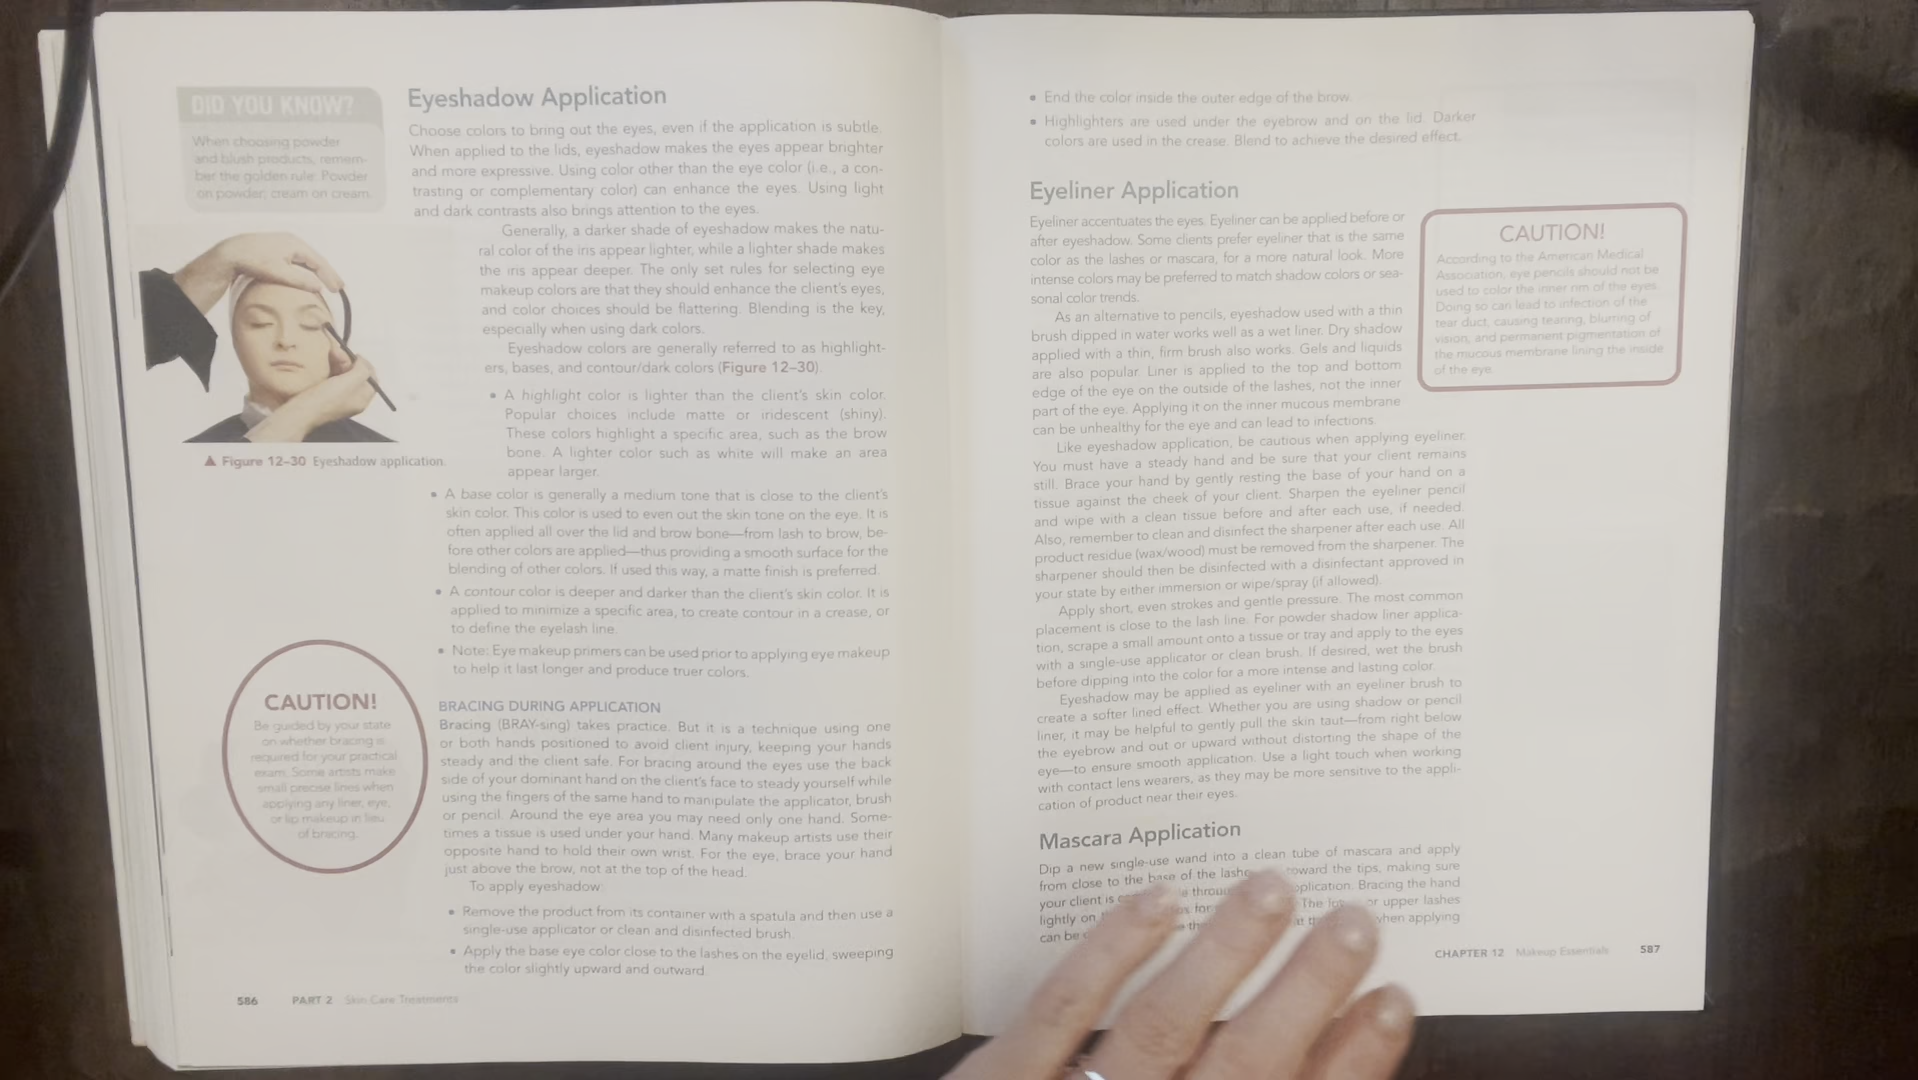 DID YOU KNOW?
When choosing powder
and blush products, remem-
ber the golden rule: Powder
on powder, cream on cream.
▲ Figure 12–30 Eyeshadow application.
CAUTION!
Be guided by your state
on whether bracing is
required for your practical
exam. Some artists make
small precise lines when
applying any liner, eye,
or lip makeup in lieu
of bracing.
Eyeshadow Application
Choose colors to bring out the eyes, even if the application is subtle.
When applied to the lids, eyeshadow makes the eyes appear brighter
and more expressive. Using color other than the eye color (i.e., a con-
trasting or complementary color) can enhance the eyes. Using light
and dark contrasts also brings attention to the eyes.
Generally, a darker shade of eyeshadow makes the natu-
ral color of the iris appear lighter, while a lighter shade makes
the iris appear deeper. The only set rules for selecting eye
makeup colors are that they should enhance the client's eyes,
and color choices should be flattering. Blending is the key,
especially when using dark colors.
Eyeshadow colors are generally referred to as highlight-
ers, bases, and contour/dark colors (Figure 12–30).
• A highlight color is lighter than the client's skin color.
Popular choices include matte or iridescent (shiny).
These colors highlight a specific area, such as the brow
bone. A lighter color such as white will make an area
appear larger.
• A base color is generally a medium tone that is close to the client's
skin color. This color is used to even out the skin tone on the eye. It is
often applied all over the lid and brow bone—from lash to brow, be-
fore other colors are applied—thus providing a smooth surface for the
blending of other colors. If used this way, a matte finish is preferred.
• A contour color is deeper and darker than the client's skin color. It is
applied to minimize a specific area, to create contour in a crease, or
to define the eyelash line.
• Note: Eye makeup primers can be used prior to applying eye makeup
to help it last longer and produce truer colors.
BRACING DURING APPLICATION
Bracing (BRAY-sing) takes practice. But it is a technique using one
or both hands positioned to avoid client injury, keeping your hands
steady and the client safe. For bracing around the eyes use the back
side of your dominant hand on the client's face to steady yourself while
using the fingers of the same hand to manipulate the applicator, brush
or pencil. Around the eye area you may need only one hand. Some-
times a tissue is used under your hand. Many makeup artists use their
opposite hand to hold their own wrist. For the eye, brace your hand
just above the brow, not at the top of the head.
To apply eyeshadow:
• Remove the product from its container with a spatula and then use a
single-use applicator or clean and disinfected brush.
• Apply the base eye color close to the lashes on the eyelid, sweeping
the color slightly upward and outward.
586 PART 2 Skin Care Treatments
• End the color inside the outer edge of the brow.
• Highlighters are used under the eyebrow and on the lid. Darker
colors are used in the crease. Blend to achieve the desired effect.
Eyeliner Application
Eyeliner accentuates the eyes. Eyeliner can be applied before or
after eyeshadow. Some clients prefer eyeliner that is the same
color as the lashes or mascara, for a more natural look. More
intense colors may be preferred to match shadow colors or sea-
sonal color trends.
As an alternative to pencils, eyeshadow used with a thin
brush dipped in water works well as a wet liner. Dry shadow
applied with a thin, firm brush also works. Gels and liquids
are also popular. Liner is applied to the top and bottom
edge of the eye on the outside of the lashes, not the inner
part of the eye. Applying it on the inner mucous membrane
can be unhealthy for the eye and can lead to infections.
Like eyeshadow application, be cautious when applying eyeliner.
You must have a steady hand and be sure that your client remains
still. Brace your hand by gently resting the base of your hand on a
tissue against the cheek of your client. Sharpen the eyeliner pencil
and wipe with a clean tissue before and after each use, if needed.
Also, remember to clean and disinfect the sharpener after each use. All
product residue (wax/wood) must be removed from the sharpener. The
sharpener should then be disinfected with a disinfectant approved in
your state by either immersion or wipe/spray (if allowed).
Apply short, even strokes and gentle pressure. The most common
placement is close to the lash line. For powder shadow liner applica-
tion, scrape a small amount onto a tissue or tray and apply to the eyes
with a single-use applicator or clean brush. If desired, wet the brush
before dipping into the color for a more intense and lasting color.
Eyeshadow may be applied as eyeliner with an eyeliner brush to
create a softer lined effect. Whether you are using shadow or pencil
liner, it may be helpful to gently pull the skin taut—from right below
the eyebrow and out or upward without distorting the shape of the
eye—to ensure smooth application. Use a light touch when working
with contact lens wearers, as they may be more sensitive to the appli-
cation of product near their eyes.
Mascara Application
Dip a new single-use wand into a clean tube of mascara and apply
from close to the base of the toward the tips, making sure
your client is Bracing the hand
lightly on The or upper lashes
can be when applying
CAUTION!
According to the American Medical
Association, eye pencils should not be
used to color the inner rim of the eyes.
Doing so can lead to infection of the
tear duct, causing tearing, blurring of
vision, and permanent pigmentation of
the mucous membrane lining the inside
of the eye.
CHAPTER 12 Makeup Essentials 587